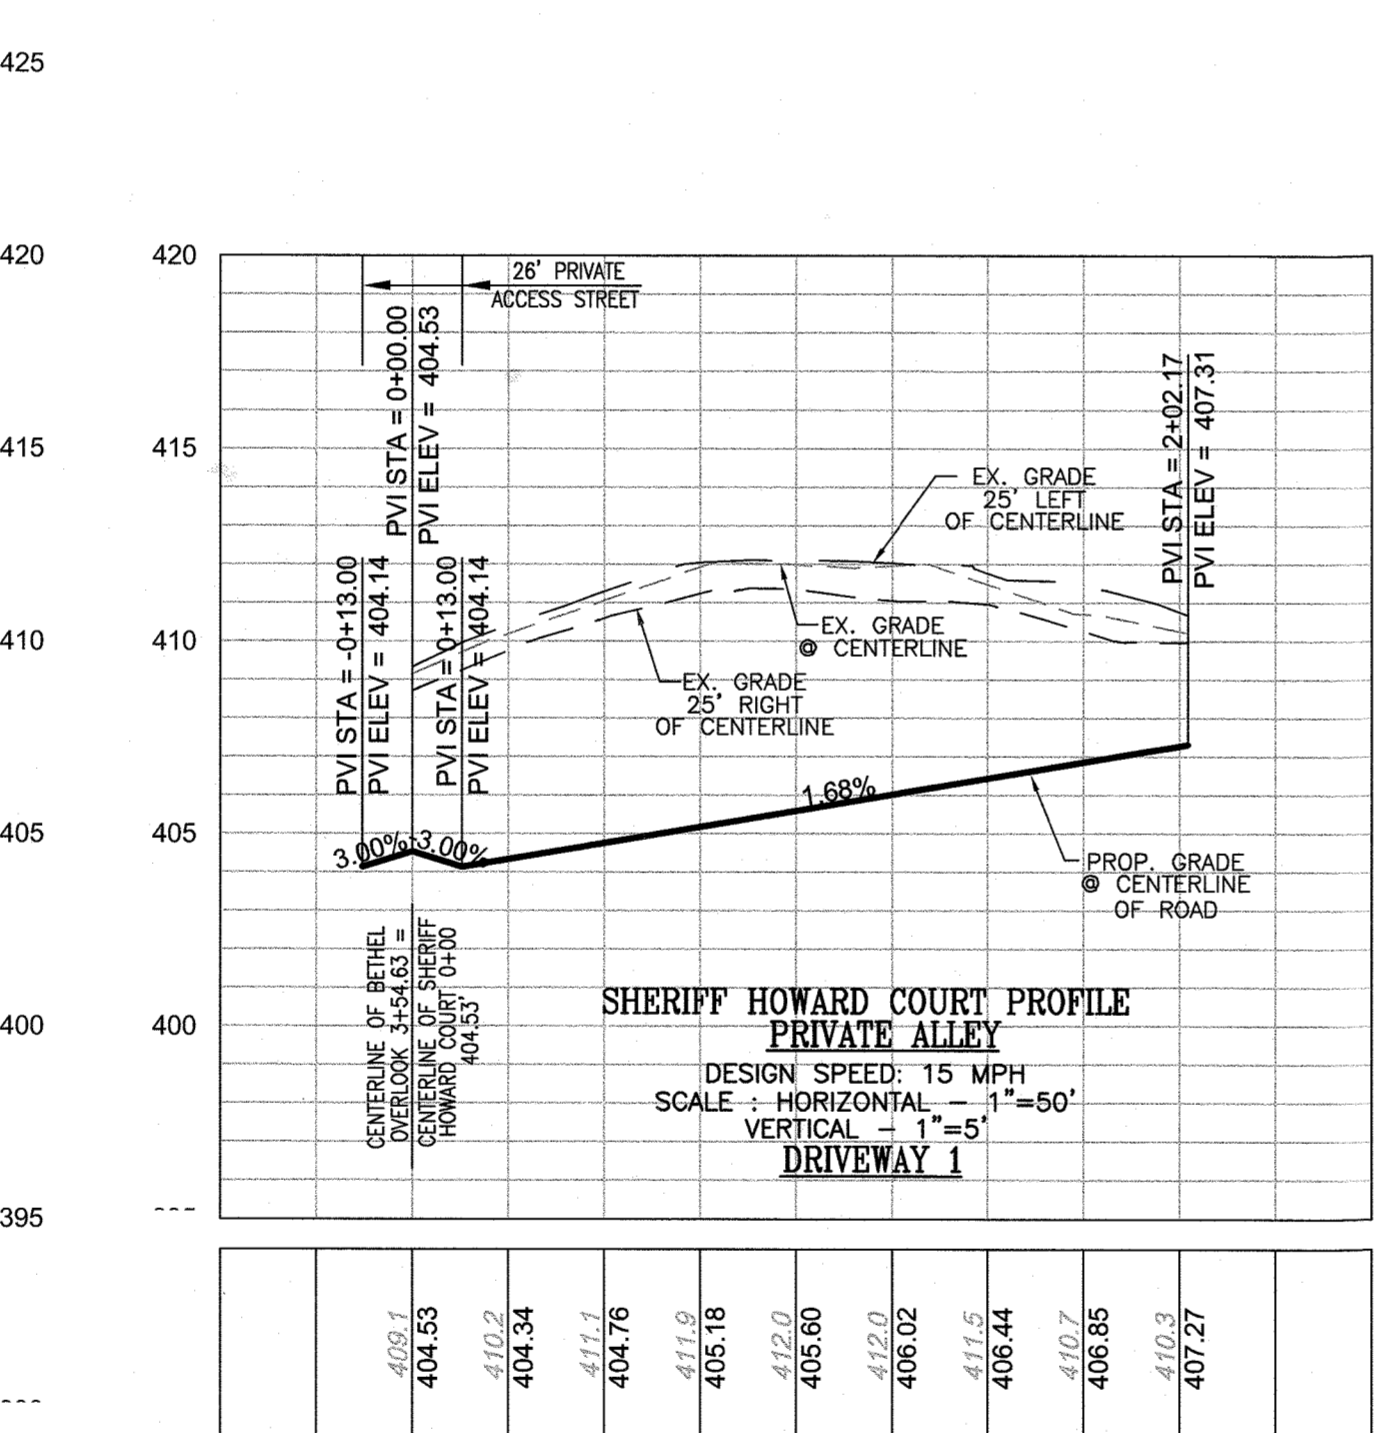 425
420
415
410
405
400
395
420
415
410
405
400
26' PRIVATE
ACCESS STREET
PVI STA = 0+00.00
PVI ELEV = 404.53
PVI STA = -0+13.00
PVI ELEV = 404.14
PVI STA = 0+13.00
PVI ELEV = 404.14
PVI STA = 2+02.17
PVI ELEV = 407.31
EX. GRADE
25' LEFT
OF CENTERLINE
EX. GRADE
@ CENTERLINE
EX. GRADE
25' RIGHT
OF CENTERLINE
3.00%
-3.00%
1.68%
PROP. GRADE
@ CENTERLINE
OF ROAD
CENTERLINE OF BETHEL
OVERLOOK 3+54.63 =
CENTERLINE OF SHERIFF
HOWARD COURT 0+00
404.53'
SHERIFF HOWARD COURT PROFILE
PRIVATE ALLEY
DESIGN SPEED: 15 MPH
SCALE : HORIZONTAL - 1"=50'
VERTICAL - 1"=5'
DRIVEWAY 1
409.1
404.53
410.2
404.34
411.1
404.76
411.9
405.18
412.0
405.60
412.0
406.02
411.5
406.44
410.7
406.85
410.3
407.27